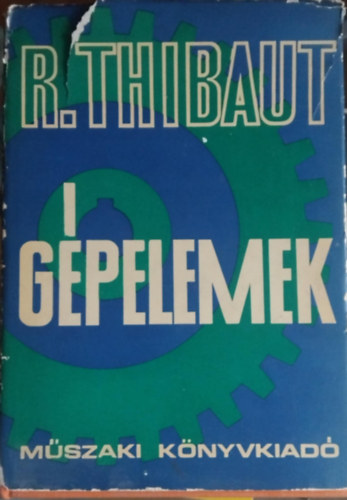 R. THIBAUT
GÉPELEMEK
MŰSZAKI KÖNYVKIADÓ